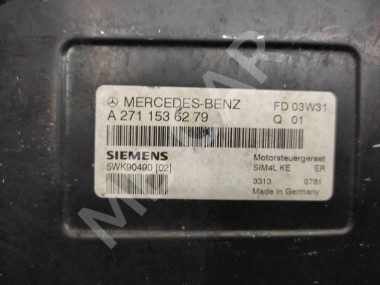 MERCEDES-BENZ FD 03W31
A 271 153 62 79 Q 01
SIEMENS Motorsteuergeraet
5WK90490 [02] SIM4L KE ER
3313 0761
Made in Germany